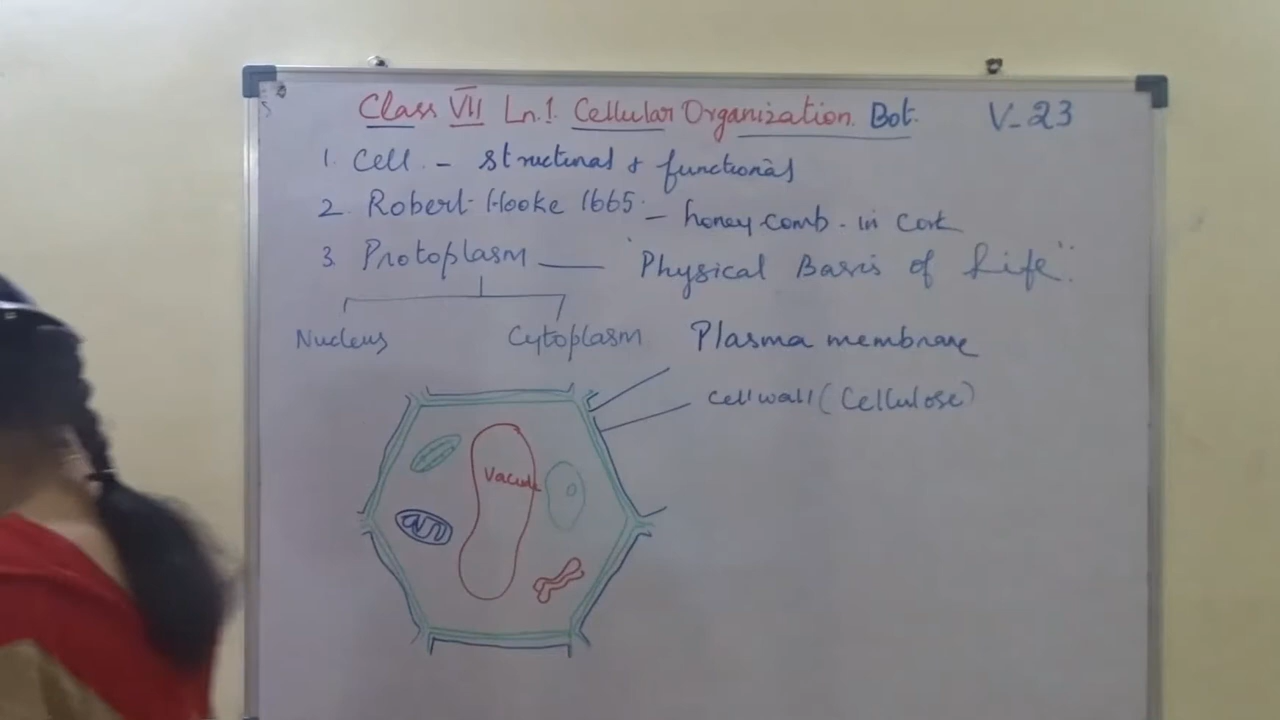 Class VII Ln.1. Cellular Organization. Bot. V-23
1. Cell. - structural & functional
2. Robert Hooke 1665 - honey comb. in Cork
3. Protoplasm — "Physical Basis of Life".
Nucleus Cytoplasm Plasma membrane
cell wall (Cellulose)
Vacuole